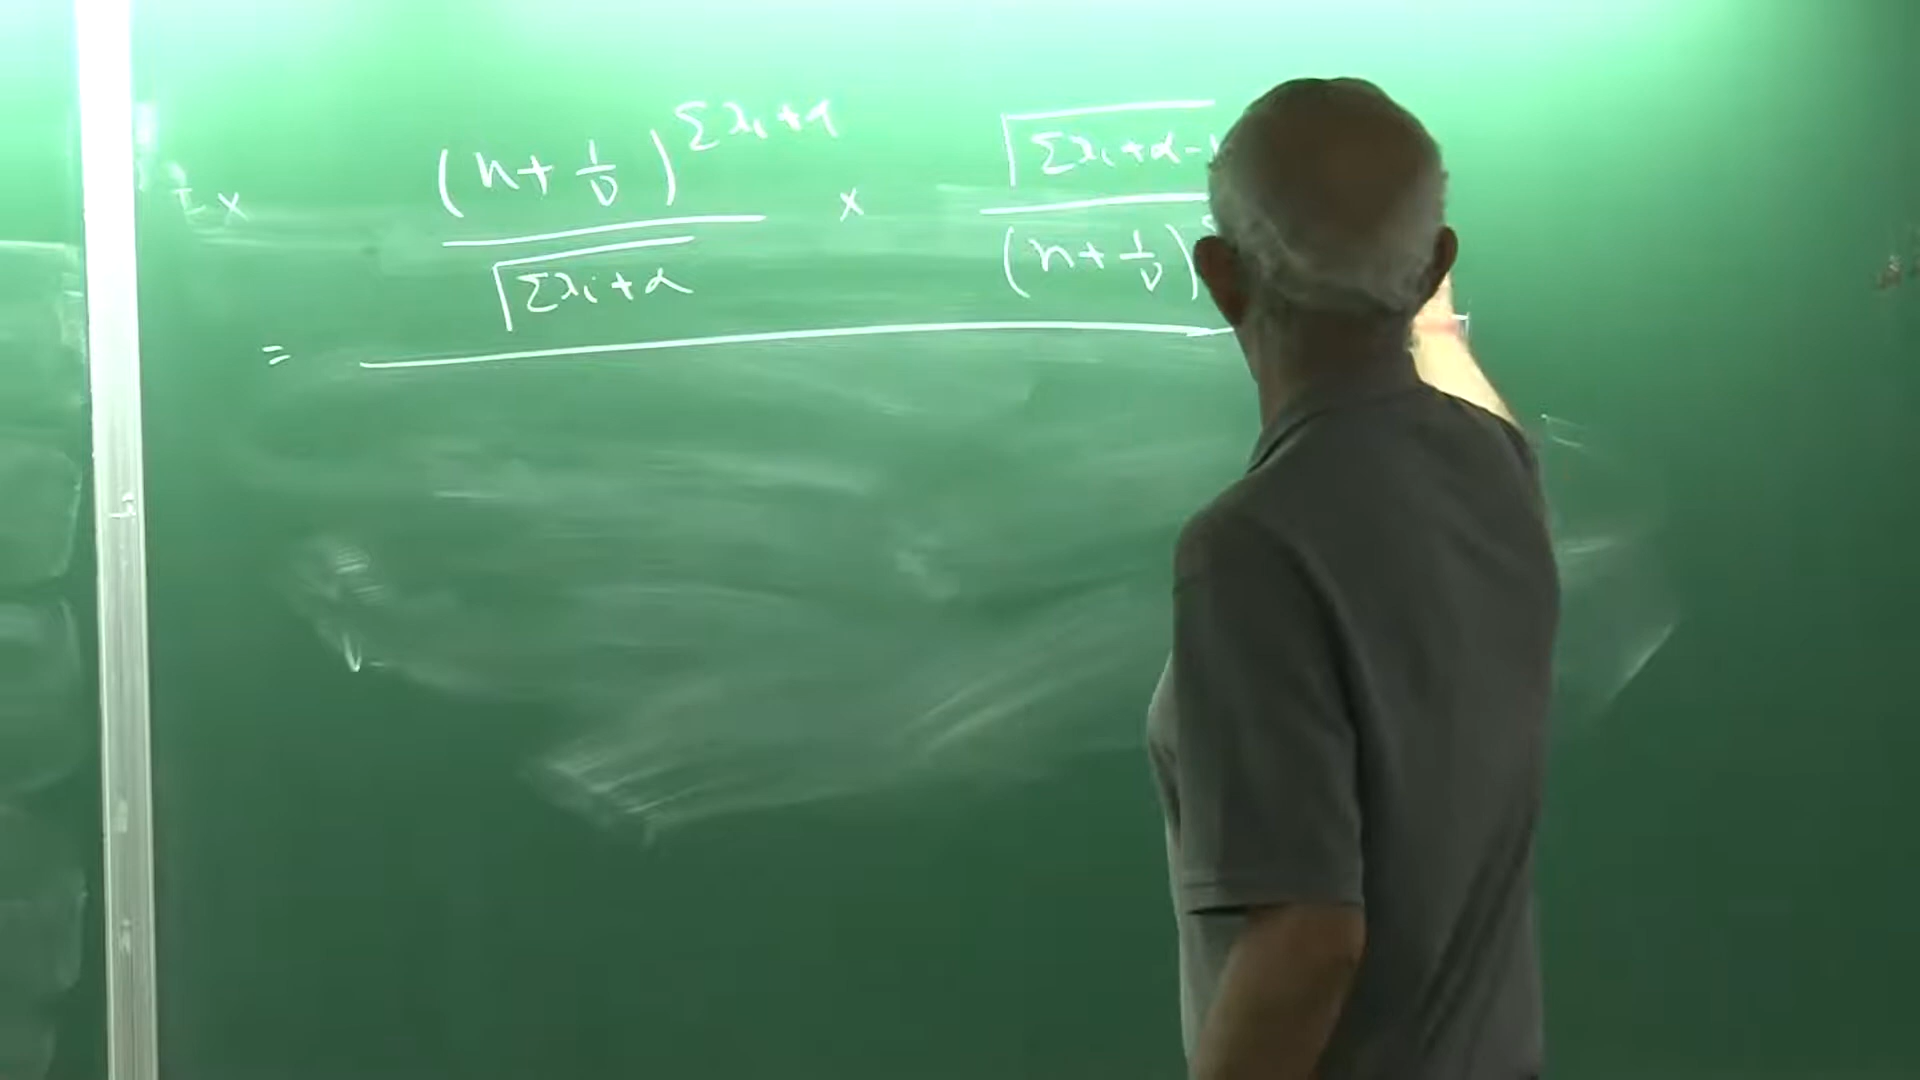 Ex (n + 1/ν)^{Σxi + α} / Γ(Σxi + α) × Γ(Σxi + α - / (n + 1/ν)
=